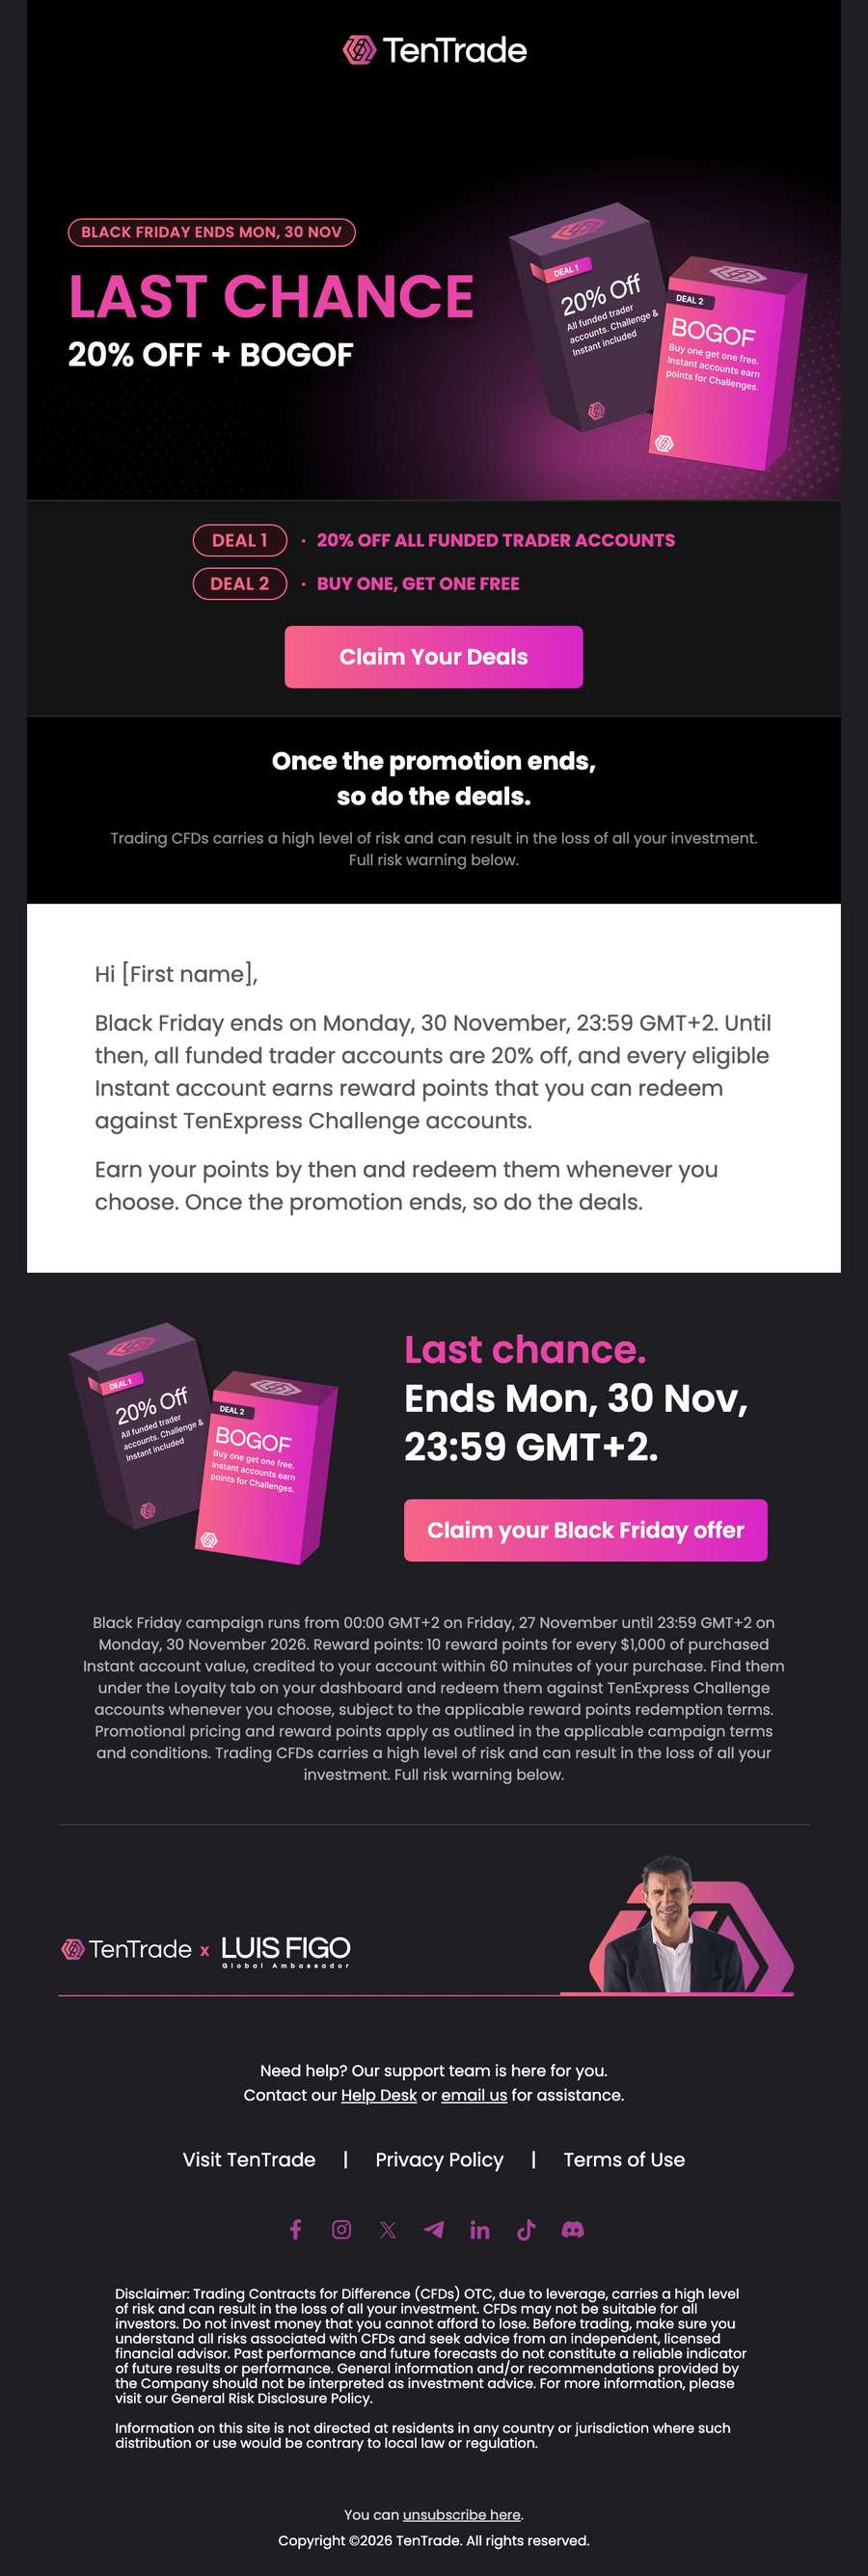 TenTrade
BLACK FRIDAY ENDS MON, 30 NOV
LAST CHANCE
20% OFF + BOGOF
DEAL 1
20% Off
All funded trader
accounts. Challenge &
Instant included
DEAL 2
BOGOF
Buy one get one free.
Instant accounts earn
points for Challenges.
DEAL 1 · 20% OFF ALL FUNDED TRADER ACCOUNTS
DEAL 2 · BUY ONE, GET ONE FREE
Claim Your Deals
Once the promotion ends,
so do the deals.
Trading CFDs carries a high level of risk and can result in the loss of all your investment.
Full risk warning below.
Hi [First name],
Black Friday ends on Monday, 30 November, 23:59 GMT+2. Until
then, all funded trader accounts are 20% off, and every eligible
Instant account earns reward points that you can redeem
against TenExpress Challenge accounts.
Earn your points by then and redeem them whenever you
choose. Once the promotion ends, so do the deals.
DEAL 1
20% Off
All funded trader
accounts. Challenge &
Instant included
DEAL 2
BOGOF
Buy one get one free.
Instant accounts earn
points for Challenges.
Last chance.
Ends Mon, 30 Nov,
23:59 GMT+2.
Claim your Black Friday offer
Black Friday campaign runs from 00:00 GMT+2 on Friday, 27 November until 23:59 GMT+2 on
Monday, 30 November 2026. Reward points: 10 reward points for every $1,000 of purchased
Instant account value, credited to your account within 60 minutes of your purchase. Find them
under the Loyalty tab on your dashboard and redeem them against TenExpress Challenge
accounts whenever you choose, subject to the applicable reward points redemption terms.
Promotional pricing and reward points apply as outlined in the applicable campaign terms
and conditions. Trading CFDs carries a high level of risk and can result in the loss of all your
investment. Full risk warning below.
TenTrade x LUIS FIGO
Global Ambassador
Need help? Our support team is here for you.
Contact our Help Desk or email us for assistance.
Visit TenTrade | Privacy Policy | Terms of Use
Disclaimer: Trading Contracts for Difference (CFDs) OTC, due to leverage, carries a high level
of risk and can result in the loss of all your investment. CFDs may not be suitable for all
investors. Do not invest money that you cannot afford to lose. Before trading, make sure you
understand all risks associated with CFDs and seek advice from an independent, licensed
financial advisor. Past performance and future forecasts do not constitute a reliable indicator
of future results or performance. General information and/or recommendations provided by
the Company should not be interpreted as investment advice. For more information, please
visit our General Risk Disclosure Policy.
Information on this site is not directed at residents in any country or jurisdiction where such
distribution or use would be contrary to local law or regulation.
You can unsubscribe here.
Copyright ©2026 TenTrade. All rights reserved.